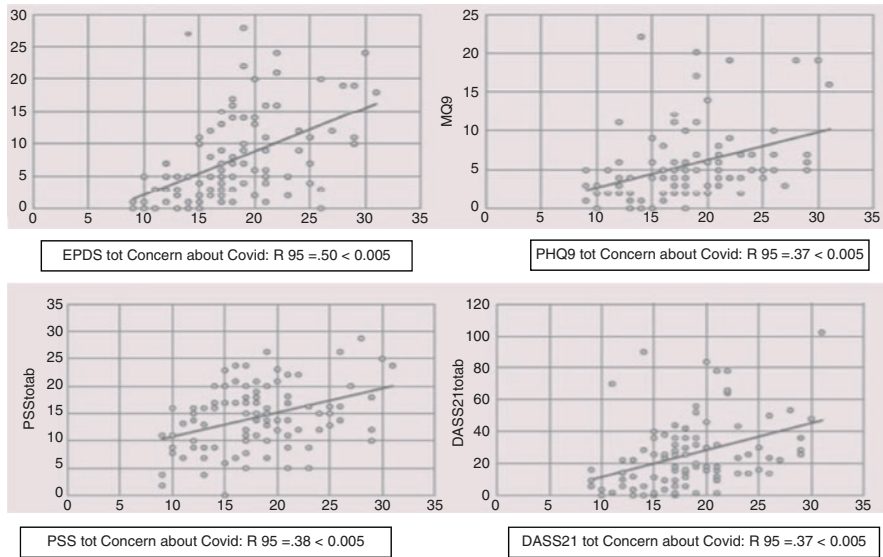 30
25
20
15
10
5
0
0 5 10 15 20 25 30 35
EPDS tot Concern about Covid: R 95 =.50 < 0.005
MQ9
25
20
15
10
5
0
0 5 10 15 20 25 30 35
PHQ9 tot Concern about Covid: R 95 =.37 < 0.005
PSStotab
35
30
25
20
15
10
5
0
0 5 10 15 20 25 30 35
PSS tot Concern about Covid: R 95 =.38 < 0.005
DASS21totab
120
100
80
60
40
20
0
0 5 10 15 20 25 30 35
DASS21 tot Concern about Covid: R 95 =.37 < 0.005